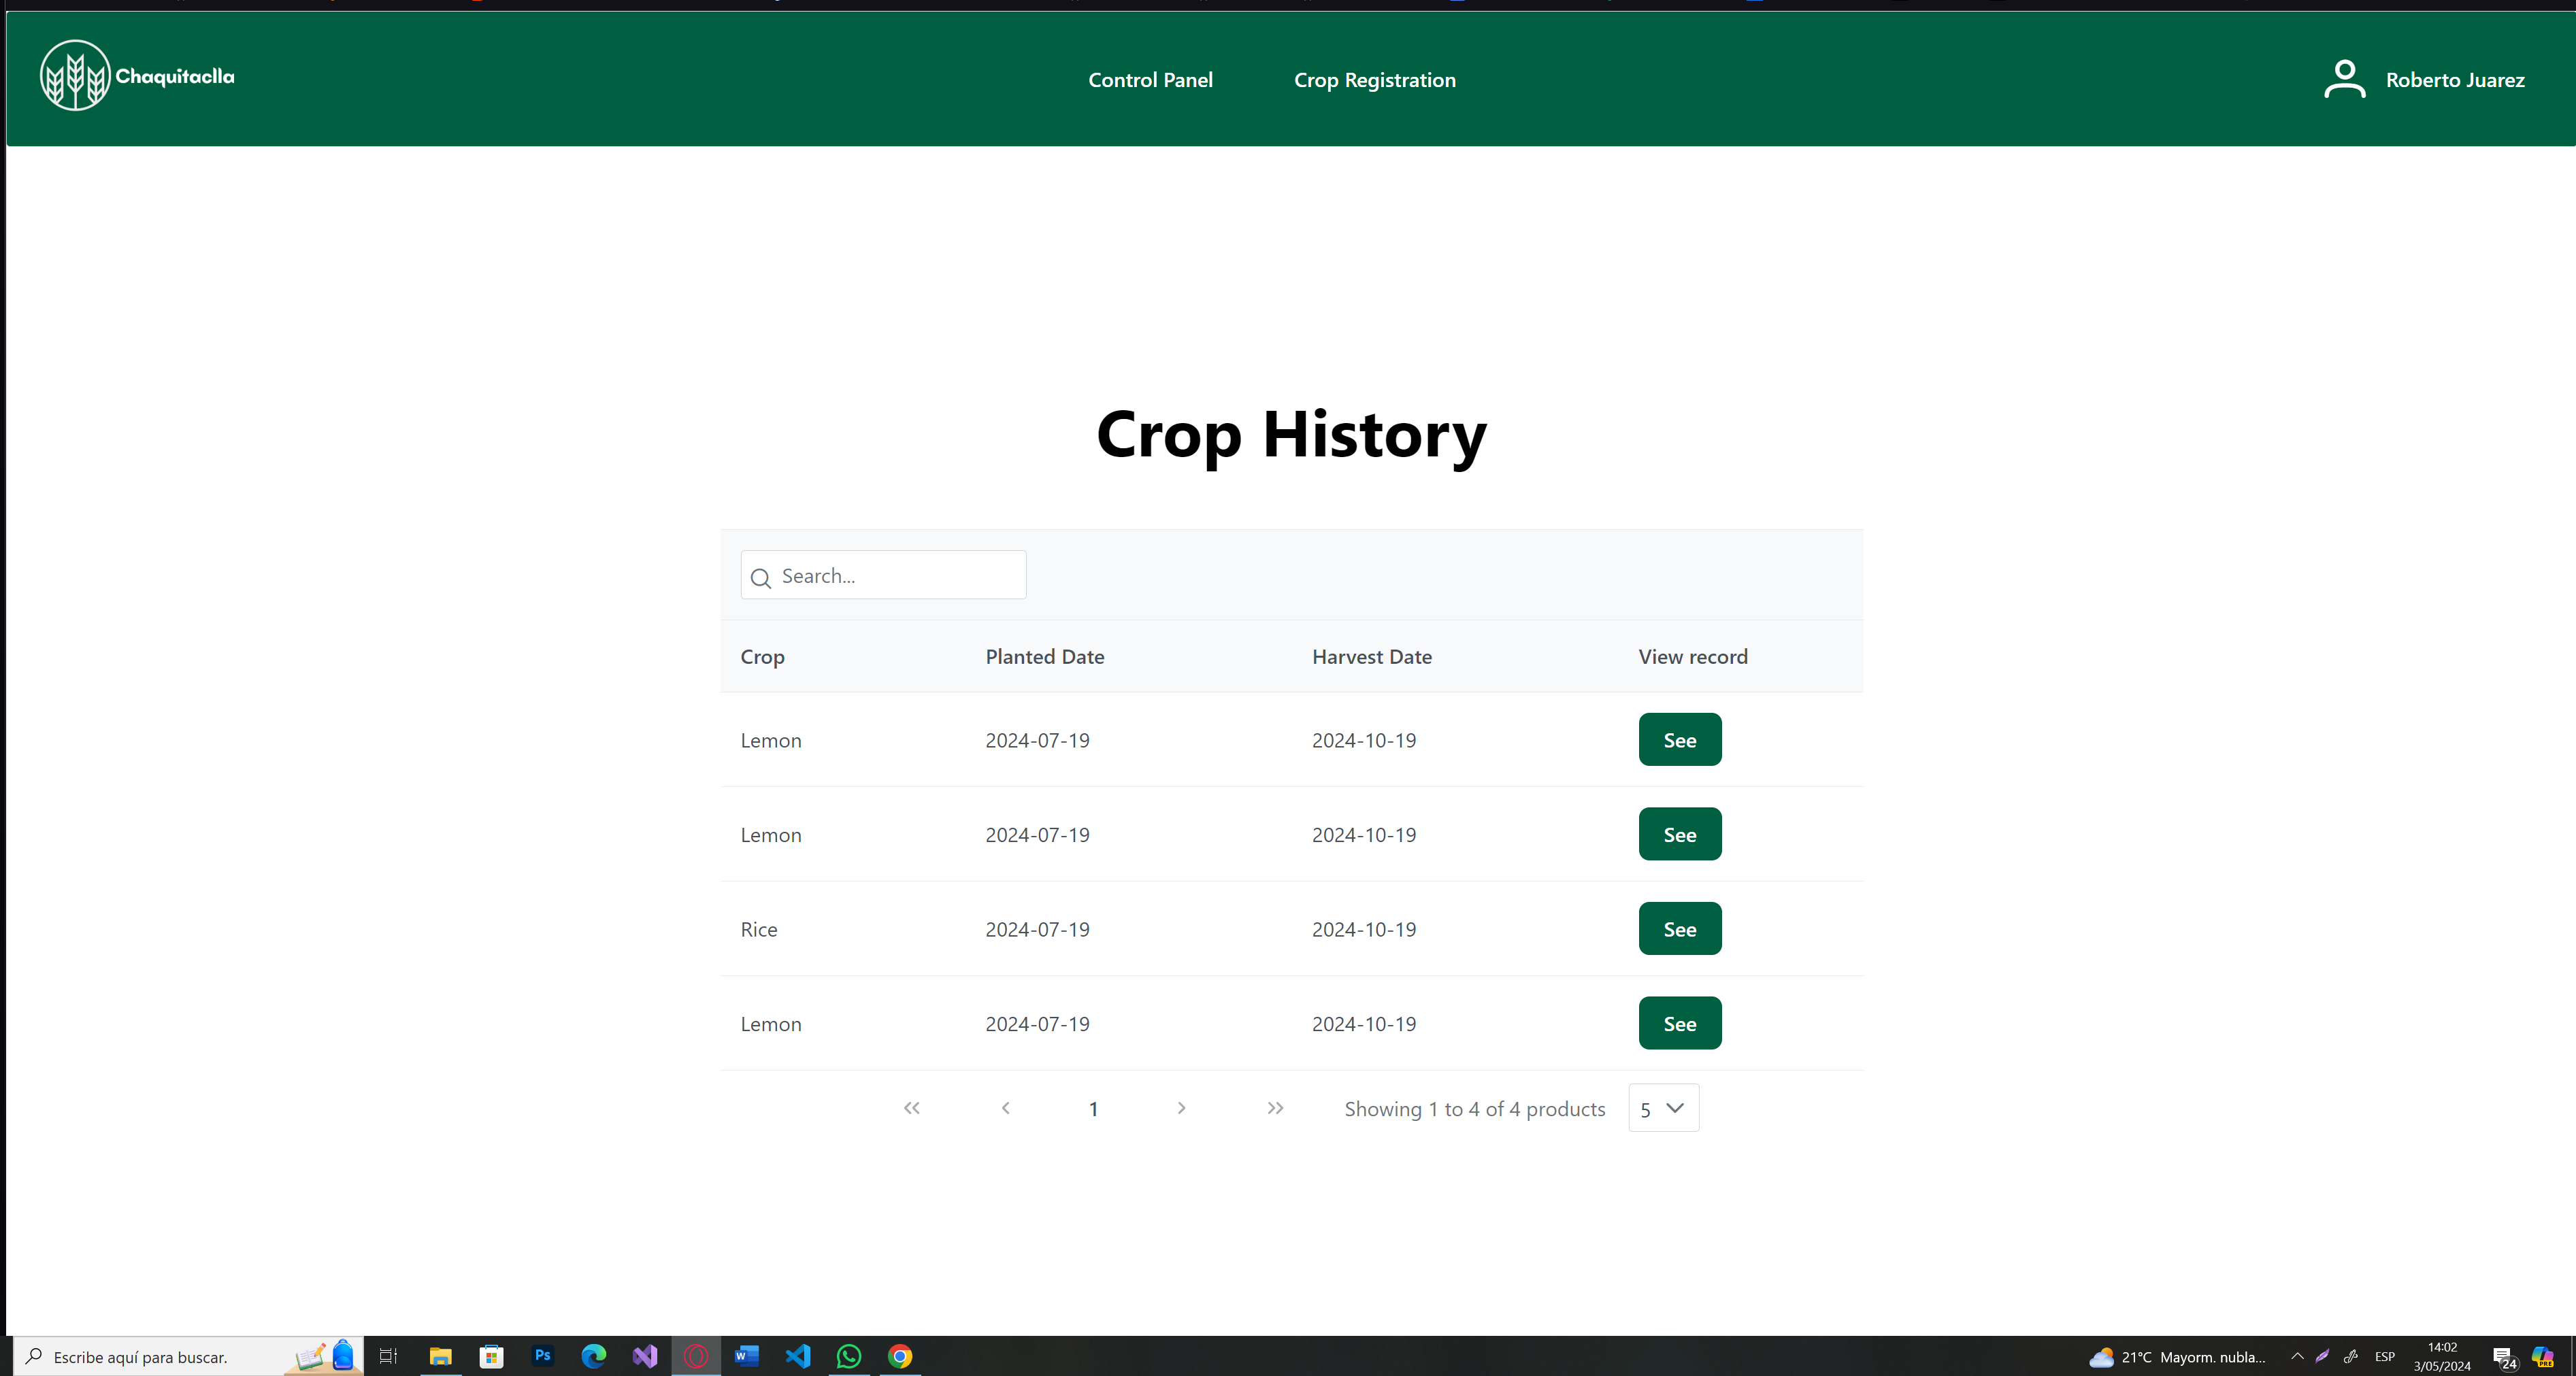 Chaquitaclla
Control Panel Crop Registration
Roberto Juarez
Crop History
Search...
Crop Planted Date Harvest Date View record
Lemon 2024-07-19 2024-10-19 See
Lemon 2024-07-19 2024-10-19 See
Rice 2024-07-19 2024-10-19 See
Lemon 2024-07-19 2024-10-19 See
« ‹ 1 › » Showing 1 to 4 of 4 products 5
Escribe aquí para buscar.
Ps
W
21°C Mayorm. nubla...
ESP
14:02
3/05/2024
24
PRE